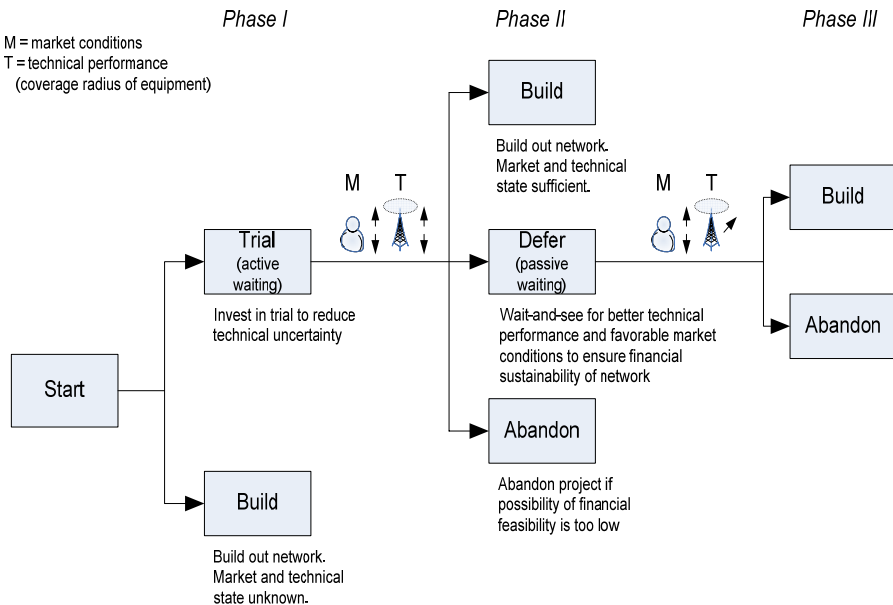 Phase I
Phase II
Phase III
M = market conditions
T = technical performance
(coverage radius of equipment)
Build
Build out network.
Market and technical
state sufficient.
M T
M T
Build
Trial
(active
waiting)
Defer
(passive
waiting)
Invest in trial to reduce
technical uncertainty
Wait-and-see for better technical
performance and favorable market
conditions to ensure financial
sustainability of network
Abandon
Start
Abandon
Abandon project if
possibility of financial
feasibility is too low
Build
Build out network.
Market and technical
state unknown.